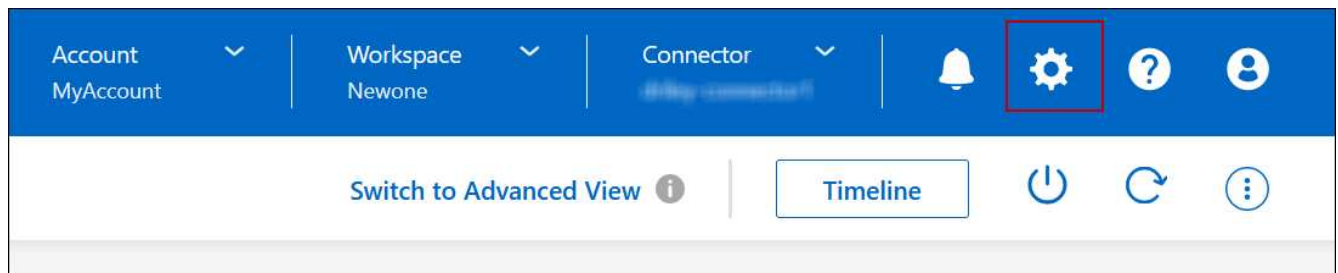 Account
MyAccount
Workspace
Newone
Connector
Switch to Advanced View
Timeline